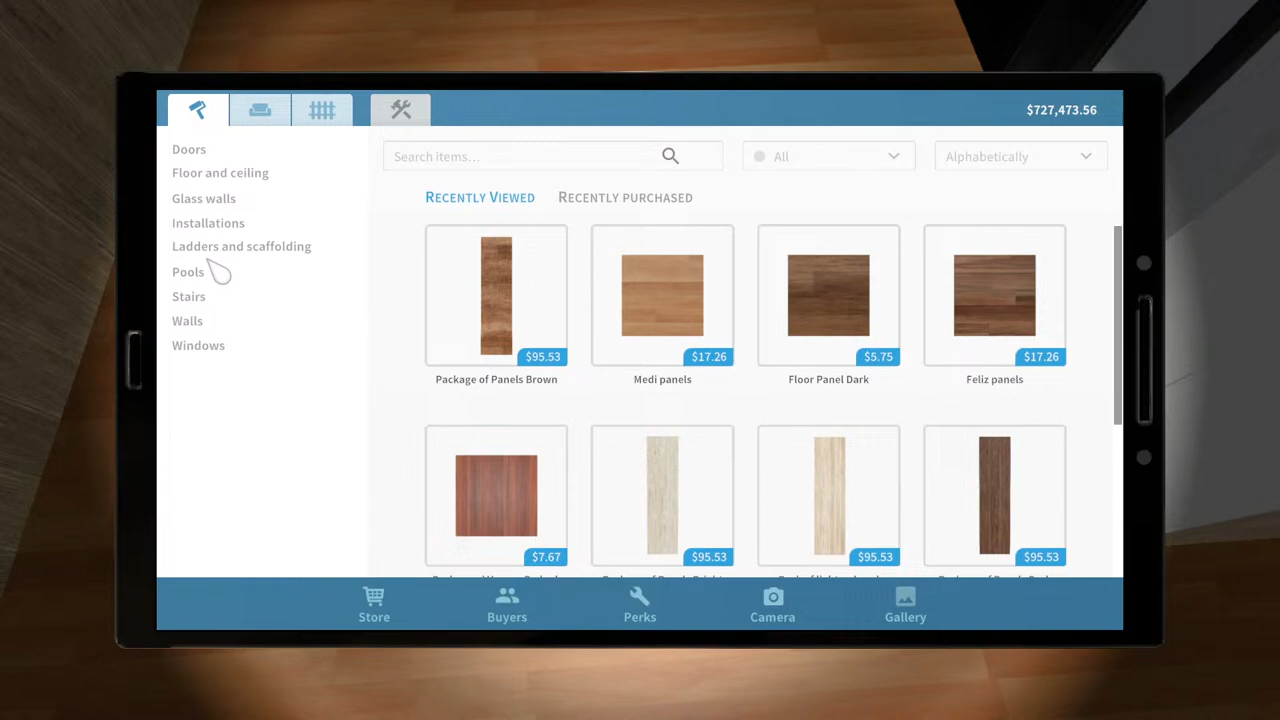 $727,473.56
Doors
Floor and ceiling
Glass walls
Installations
Ladders and scaffolding
Pools
Stairs
Walls
Windows
Search items...
All
Alphabetically
RECENTLY VIEWED
RECENTLY PURCHASED
$95.53
$17.26
$5.75
$17.26
Package of Panels Brown
Medi panels
Floor Panel Dark
Feliz panels
$7.67
$95.53
$95.53
$95.53
Store
Buyers
Perks
Camera
Gallery